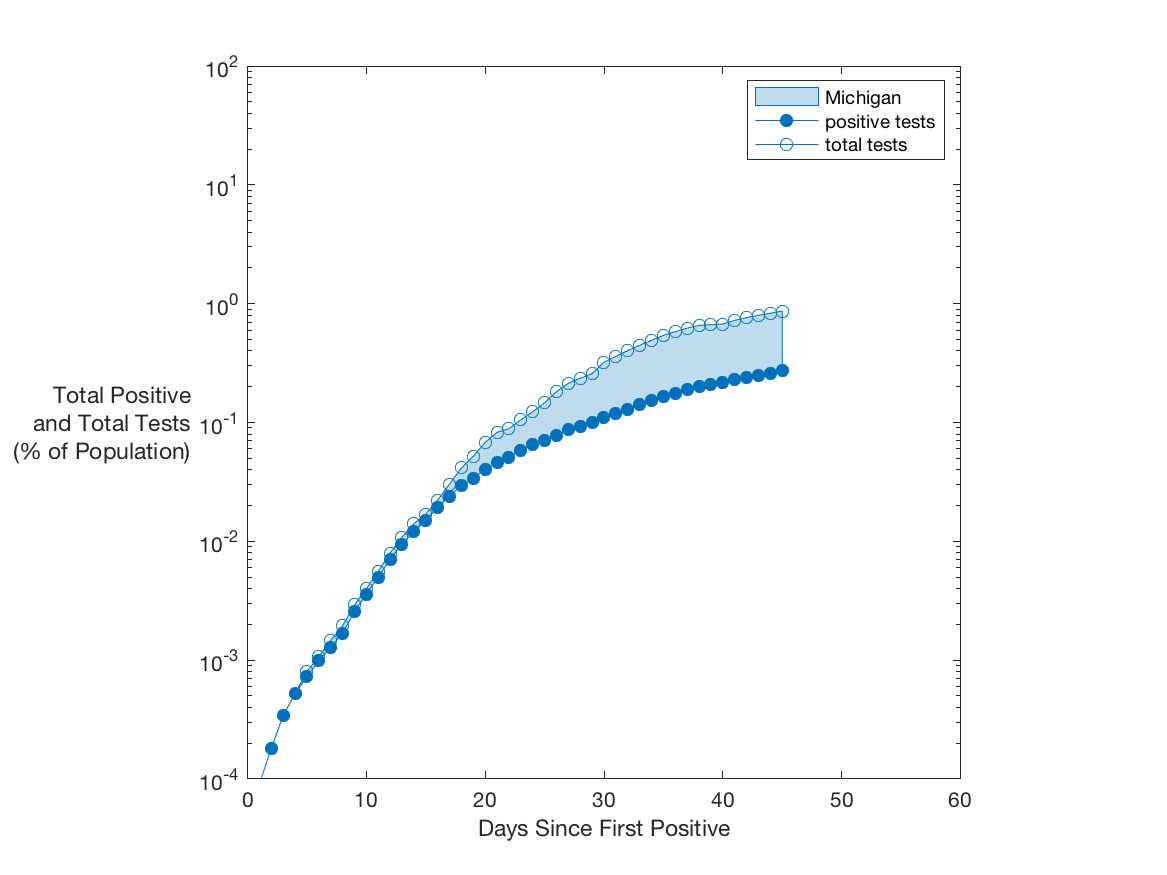 10^2
10^1
10^0
10^-1
10^-2
10^-3
10^-4
Total Positive
and Total Tests
(% of Population)
Michigan
positive tests
total tests
0 10 20 30 40 50 60
Days Since First Positive